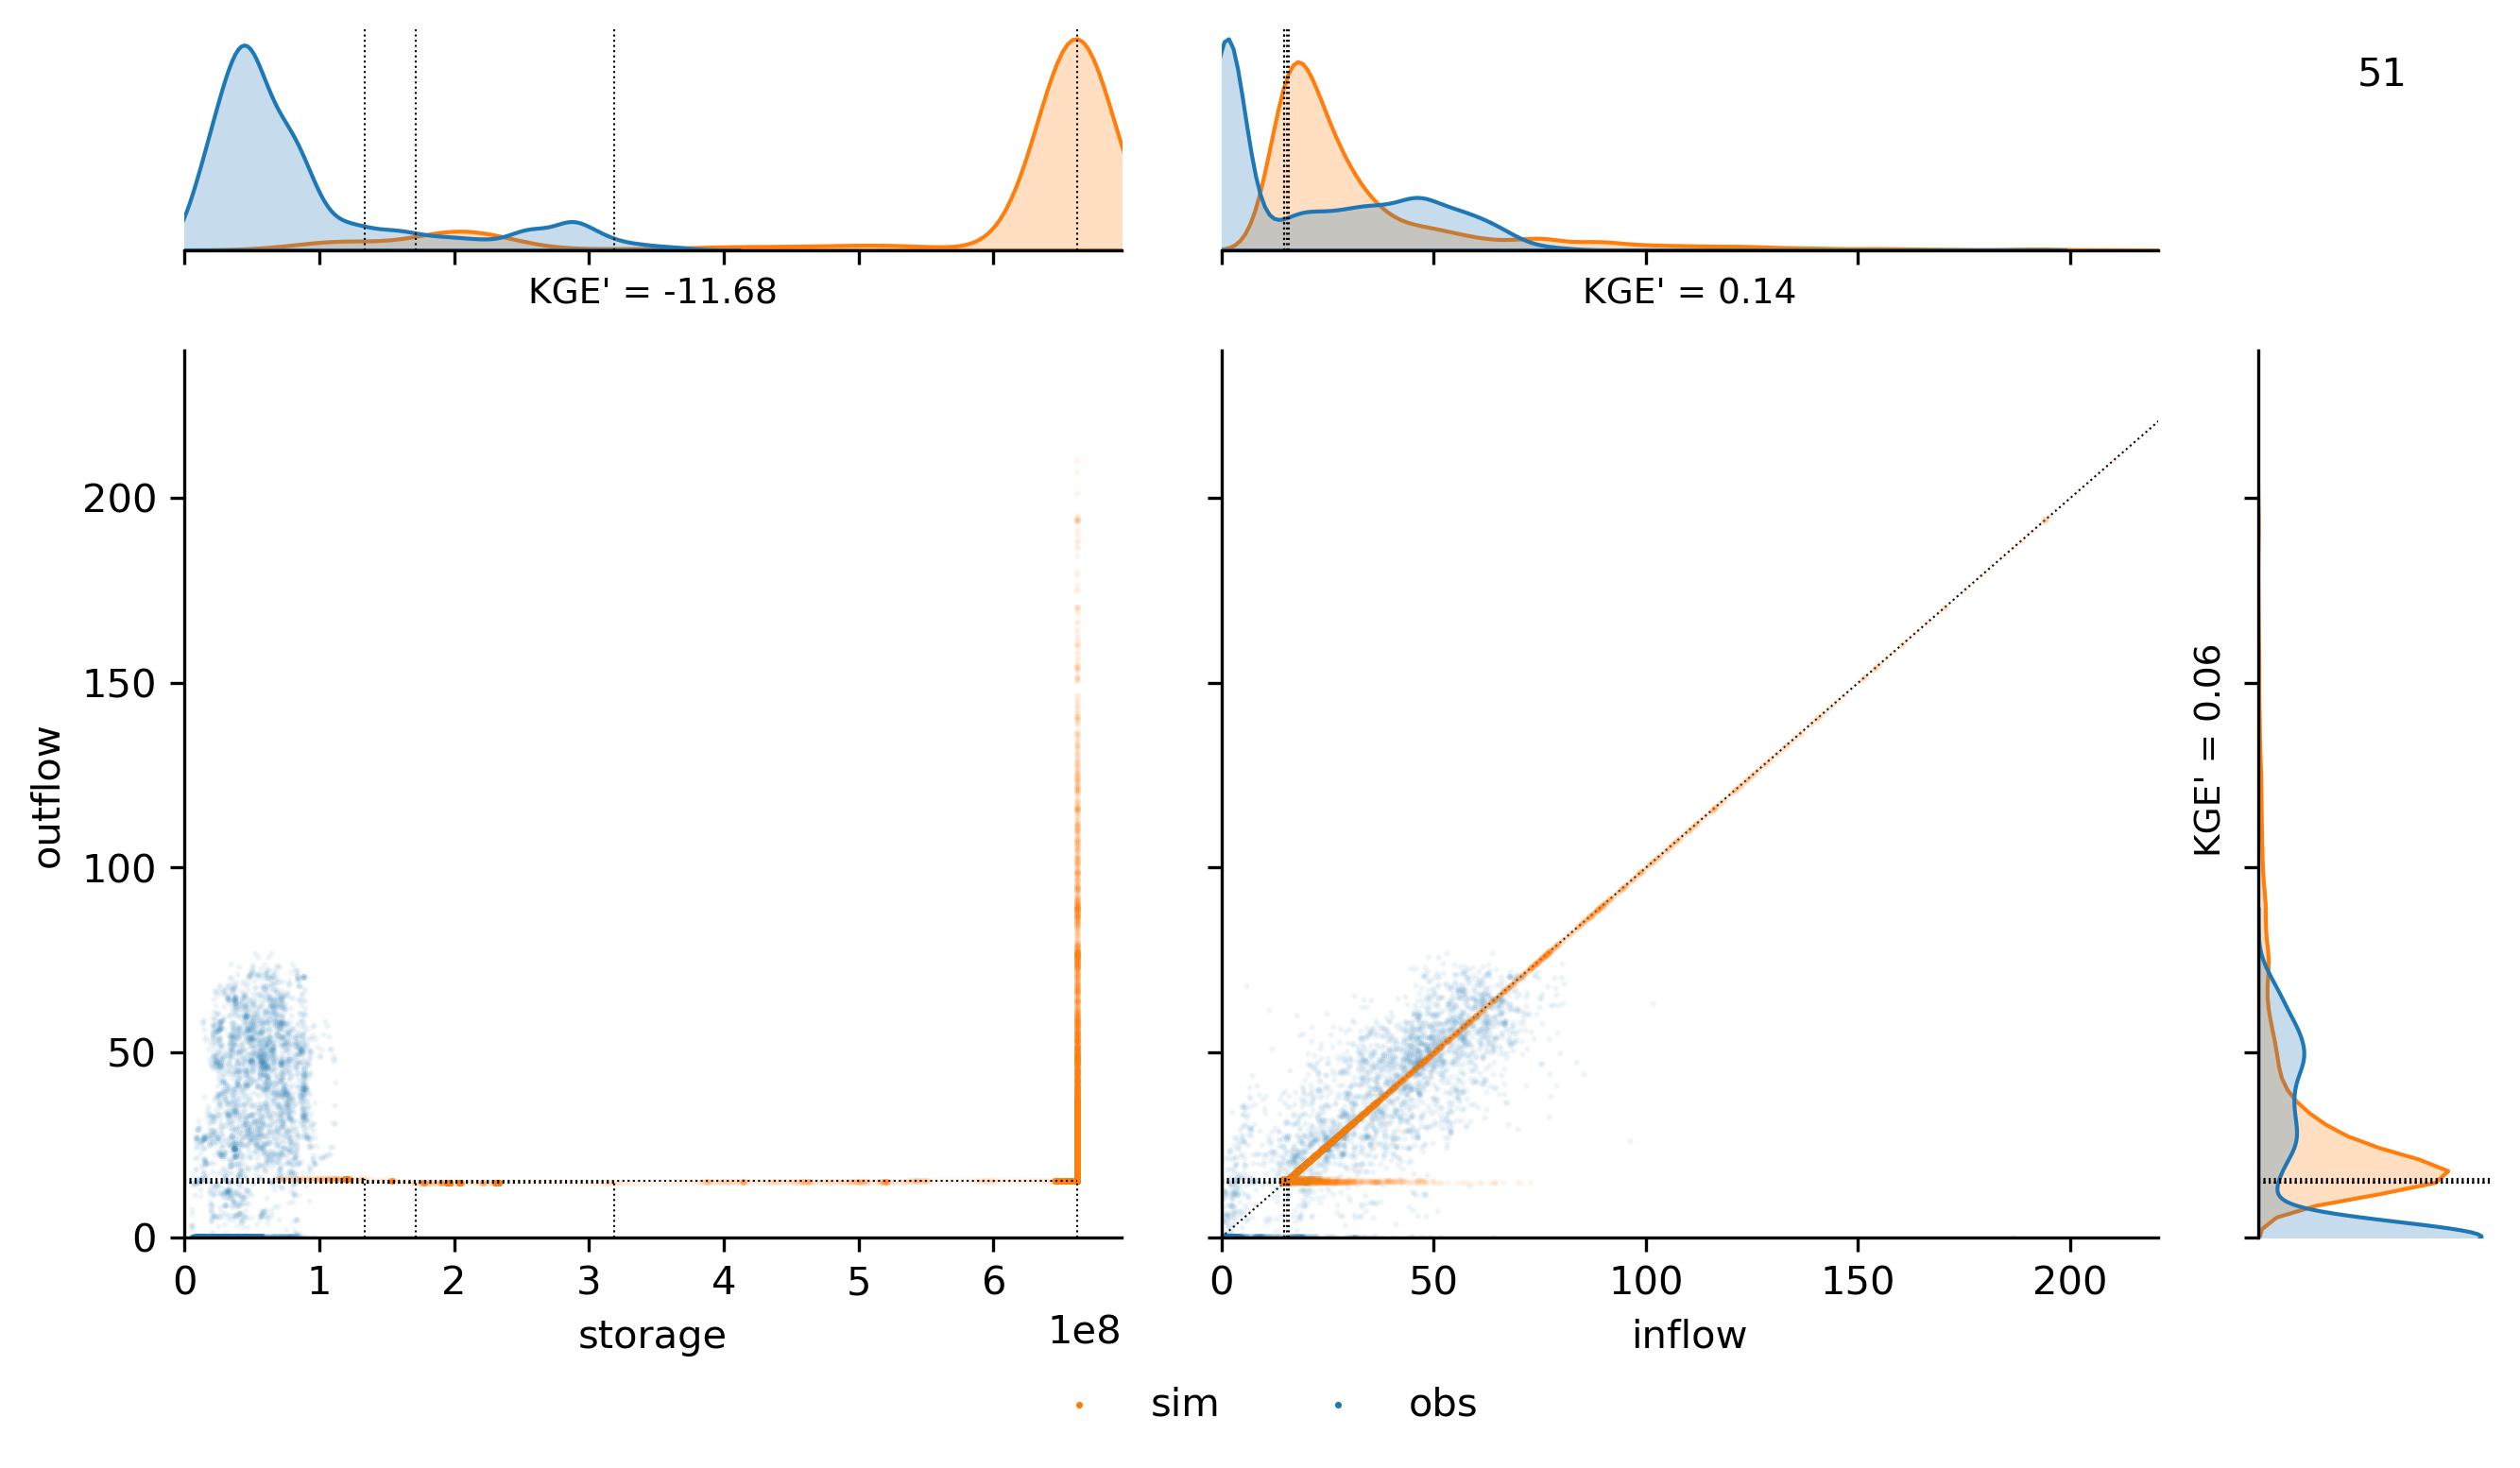 51
KGE' = -11.68
KGE' = 0.14
200
150
100
50
0
outflow
KGE' = 0.06
0 1 2 3 4 5 6
0 50 100 150 200
1e8
storage
inflow
sim obs